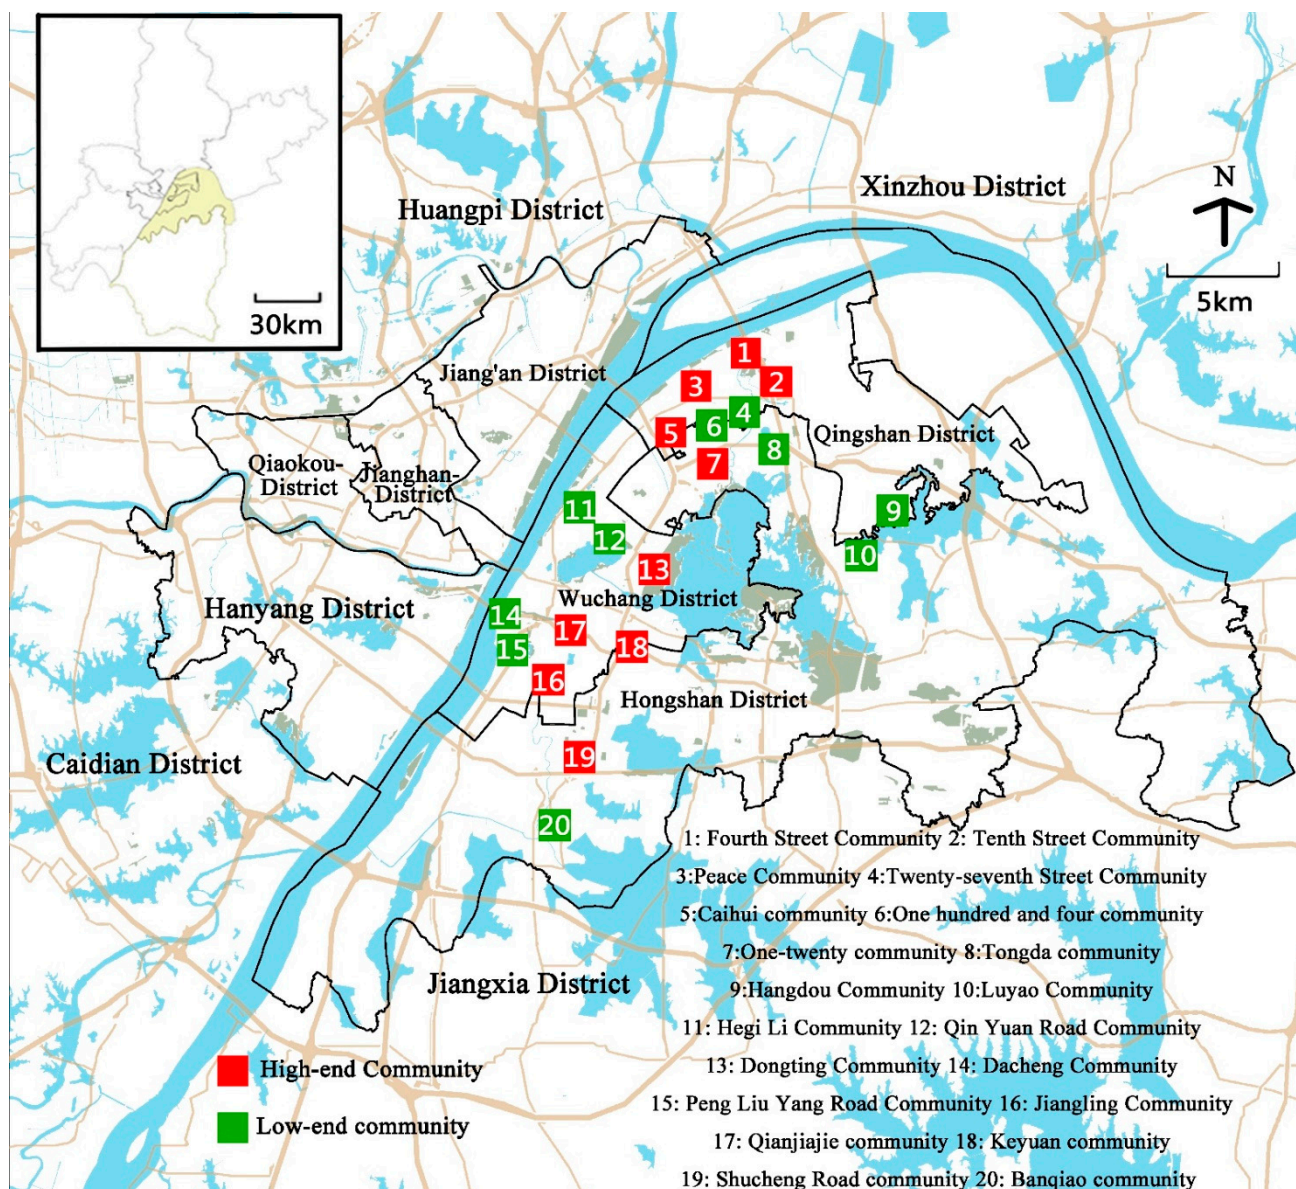 30km
N
5km
Xinzhou District
Huangpi District
Jiang'an District
Qiaokou-
District
Jianghan-
District
Qingshan District
Hanyang District
Wuchang District
Hongshan District
Caidian District
Jiangxia District
1
2
3
4
5
6
7
8
9
10
11
12
13
14
15
16
17
18
19
20
High-end Community
Low-end community
1: Fourth Street Community 2: Tenth Street Community
3:Peace Community 4:Twenty-seventh Street Community
5:Caihui community 6:One hundred and four community
7:One-twenty community 8:Tongda community
9:Hangdou Community 10:Luyao Community
11: Hegi Li Community 12: Qin Yuan Road Community
13: Dongting Community 14: Dacheng Community
15: Peng Liu Yang Road Community 16: Jiangling Community
17: Qianjiajie community 18: Keyuan community
19: Shucheng Road community 20: Banqiao community